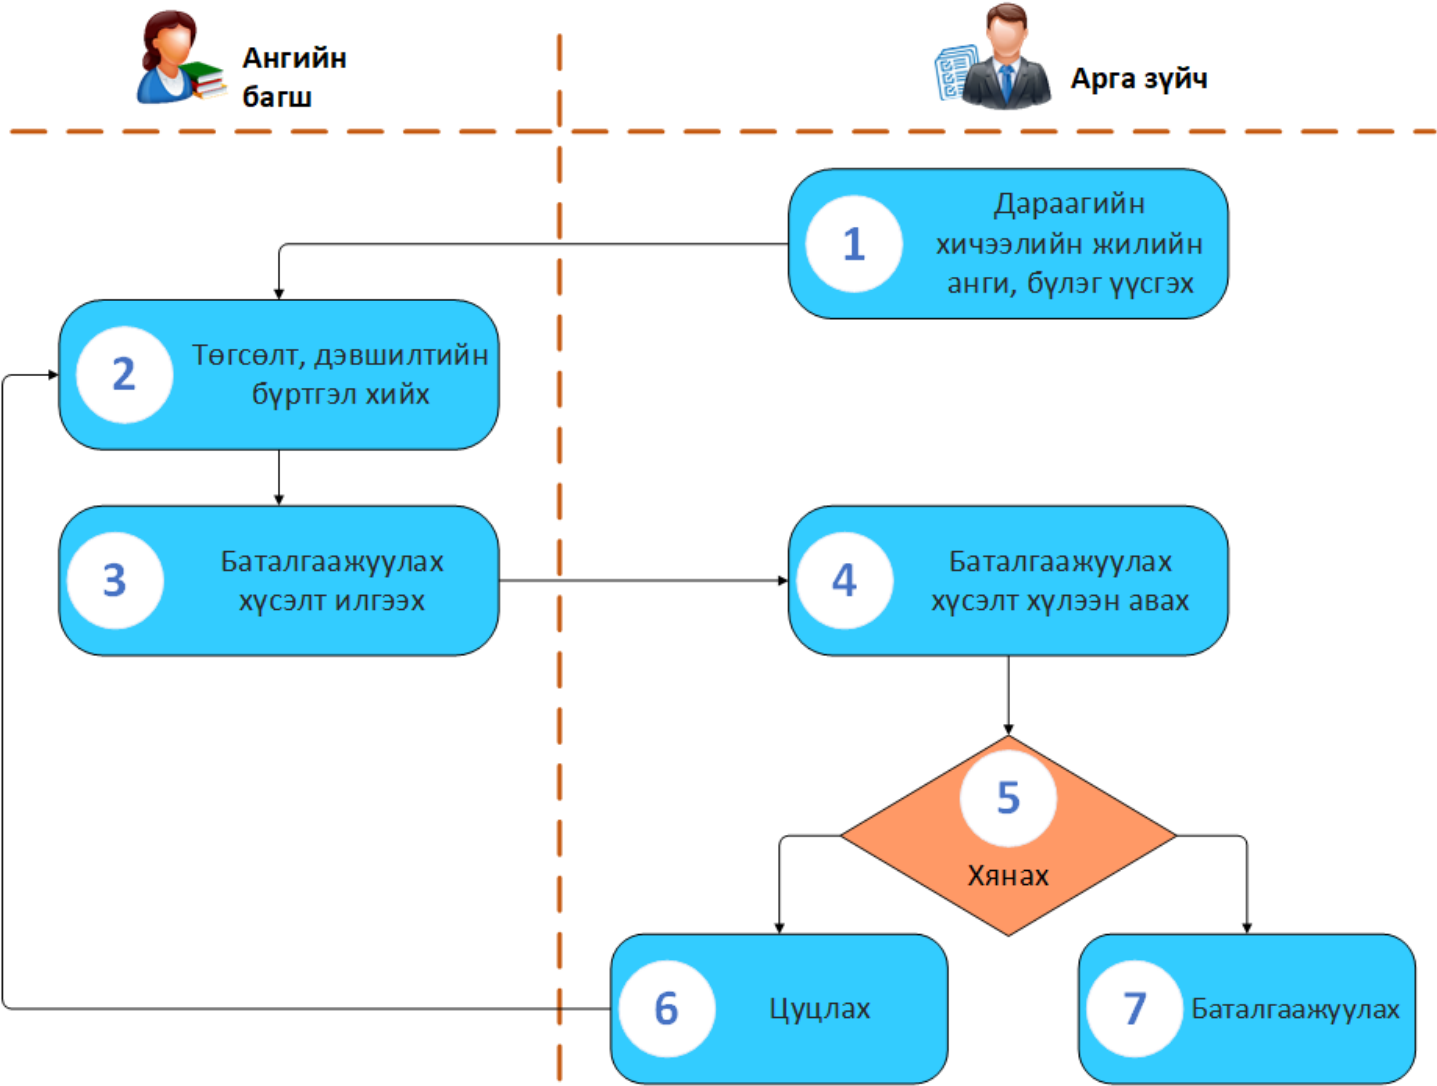 Ангийн
багш
Арга зүйч
1
Дараагийн
хичээлийн жилийн
анги, бүлэг үүсгэх
2
Төгсөлт, дэвшилтийн
бүртгэл хийх
3
Баталгаажуулах
хүсэлт илгээх
4
Баталгаажуулах
хүсэлт хүлээн авах
5
Хянах
6
Цуцлах
7
Баталгаажуулах